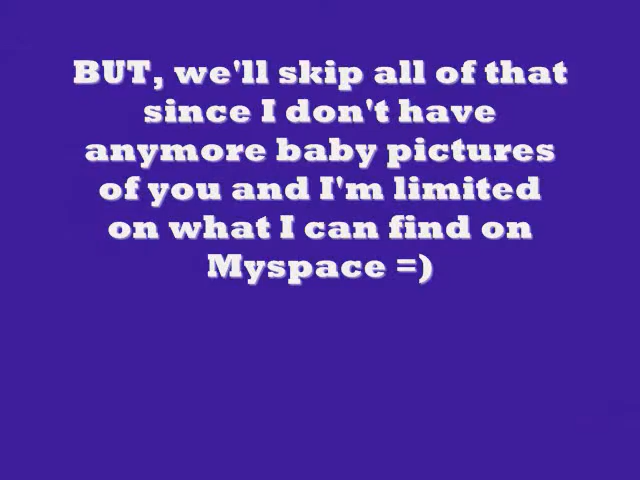 BUT, we'll skip all of that
since I don't have
anymore baby pictures
of you and I'm limited
on what I can find on
Myspace =)